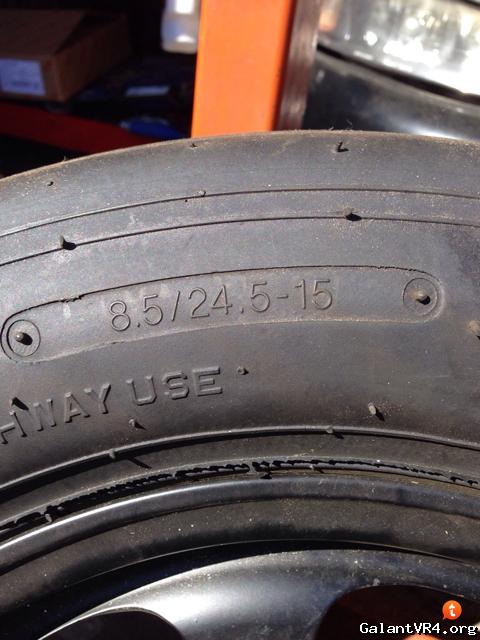 8.5/24.5-15
HWAY USE
t
GalantVR4.org